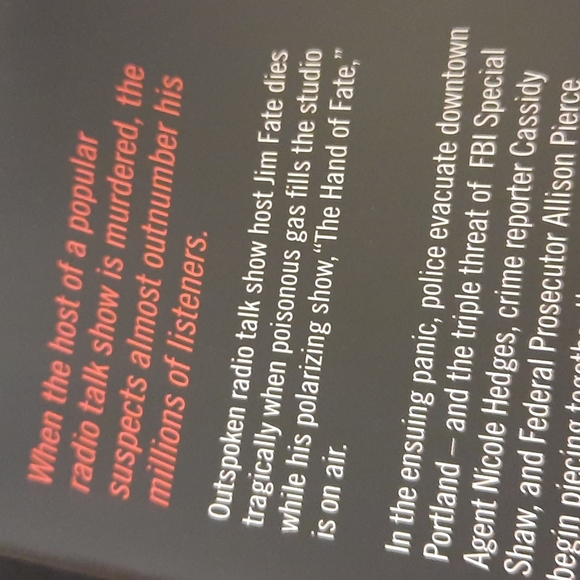 When the host of a popular
radio talk show is murdered, the
suspects almost outnumber his
millions of listeners.
Outspoken radio talk show host Jim Fate dies
tragically when poisonous gas fills the studio
while his polarizing show, “The Hand of Fate,”
is on air.
In the ensuing panic, police evacuate downtown
Portland – and the triple threat of FBI Special
Agent Nicole Hedges, crime reporter Cassidy
Shaw, and Federal Prosecutor Allison Pierce
begin piecing